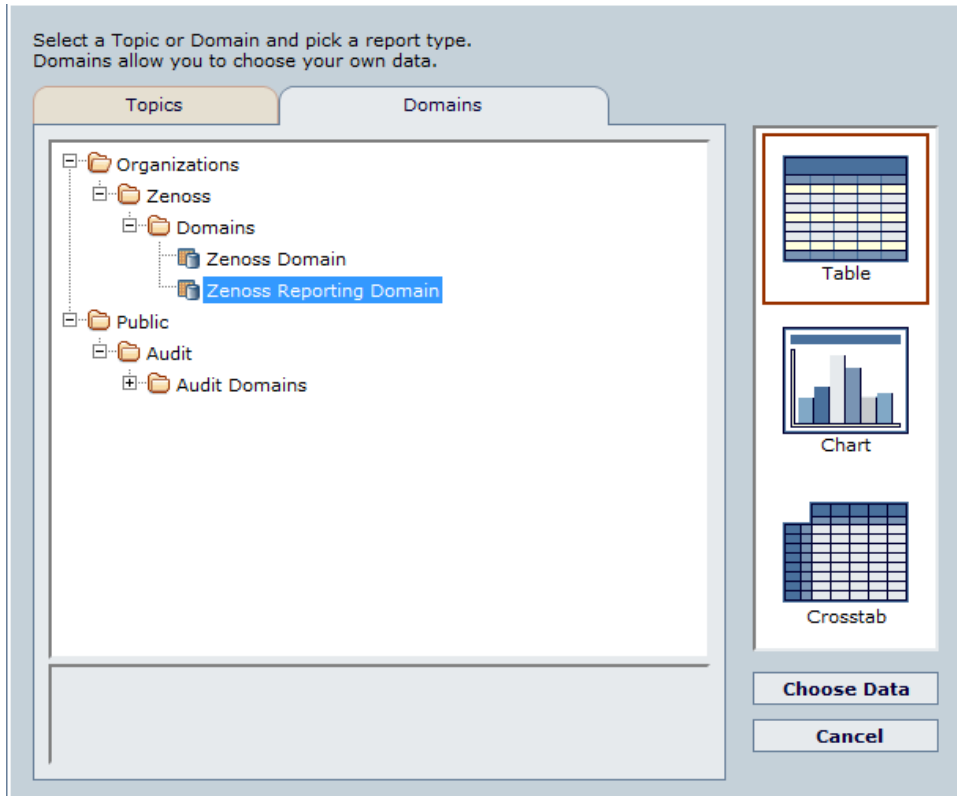 Select a Topic or Domain and pick a report type.
Domains allow you to choose your own data.
Topics
Domains
Organizations
Zenoss
Domains
Zenoss Domain
Zenoss Reporting Domain
Public
Audit
Audit Domains
Table
Chart
Crosstab
Choose Data
Cancel